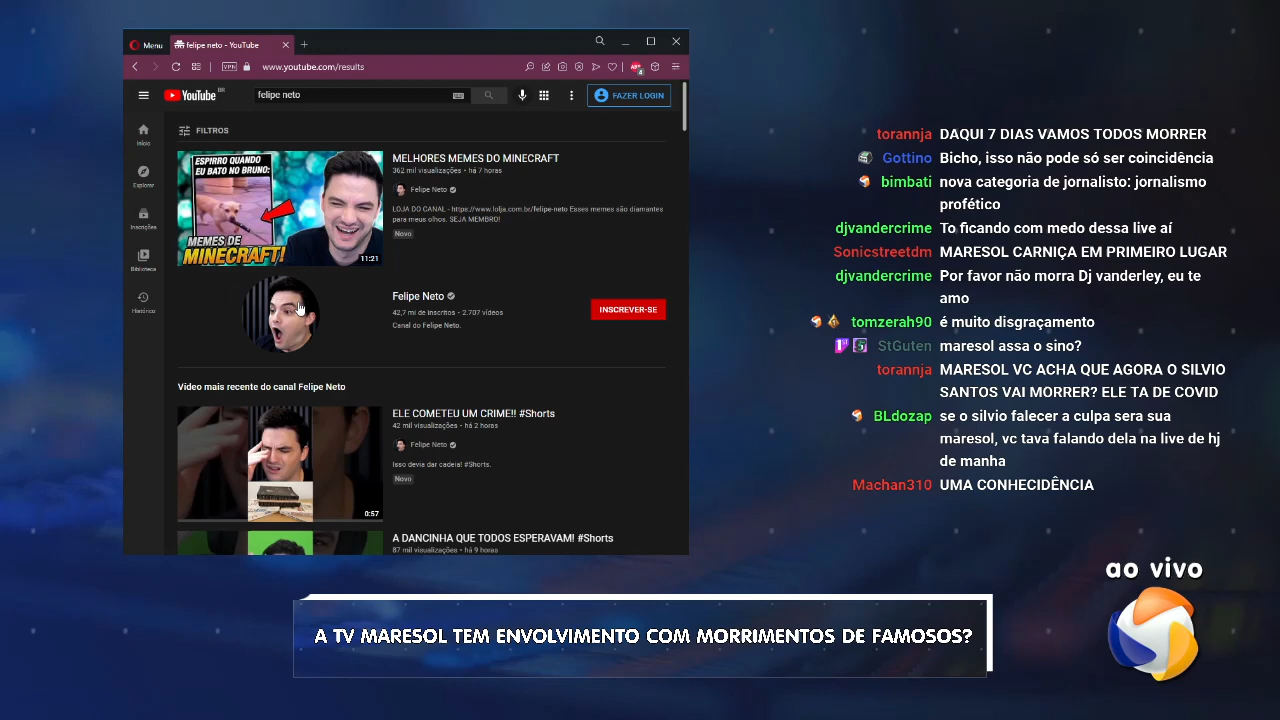 Menu
felipe neto - YouTube
VPN
www.youtube.com/results
4
YouTube BR
felipe neto
FAZER LOGIN
Início
Explorar
Inscrições
Biblioteca
Histórico
FILTROS
ESPIRRO QUANDO
EU BATO NO BRUNO:
MEMES DE
MINECRAFT!
11:21
MELHORES MEMES DO MINECRAFT
362 mil visualizações • há 7 horas
Felipe Neto
LOJA DO CANAL - https://www.lolja.com.br/felipe-neto Esses memes são diamantes
para meus olhos. SEJA MEMBRO!
Novo
Felipe Neto
42,7 mi de inscritos • 2.707 vídeos
Canal do Felipe Neto.
INSCREVER-SE
Vídeo mais recente do canal Felipe Neto
0:57
ELE COMETEU UM CRIME!! #Shorts
42 mil visualizações • há 2 horas
Felipe Neto
Isso devia dar cadeia! #Shorts.
Novo
A DANCINHA QUE TODOS ESPERAVAM! #Shorts
87 mil visualizações • há 9 horas
torannja DAQUI 7 DIAS VAMOS TODOS MORRER
Gottino Bicho, isso não pode só ser coincidência
bimbati nova categoria de jornalisto: jornalismo
profético
djvandercrime To ficando com medo dessa live aí
Sonicstreetdm MARESOL CARNIÇA EM PRIMEIRO LUGAR
djvandercrime Por favor não morra Dj vanderley, eu te
amo
tomzerah90 é muito disgraçamento
StGuten maresol assa o sino?
torannja MARESOL VC ACHA QUE AGORA O SILVIO
SANTOS VAI MORRER? ELE TA DE COVID
BLdozap se o silvio falecer a culpa sera sua
maresol, vc tava falando dela na live de hj
de manha
Machan310 UMA CONHECIDÊNCIA
ao vivo
A TV MARESOL TEM ENVOLVIMENTO COM MORRIMENTOS DE FAMOSOS?